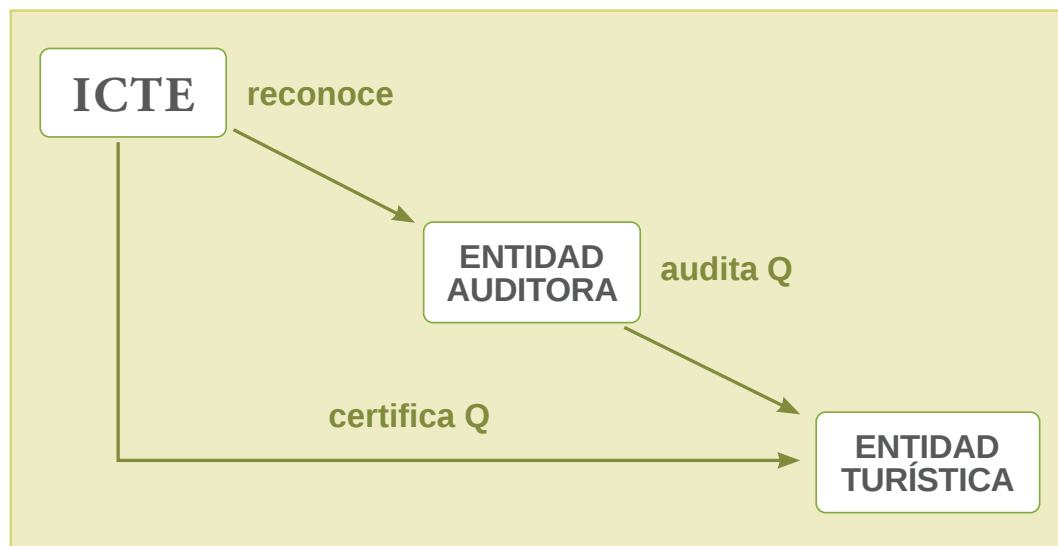 ICTE
reconoce
ENTIDAD
AUDITORA
audita Q
certifica Q
ENTIDAD
TURÍSTICA